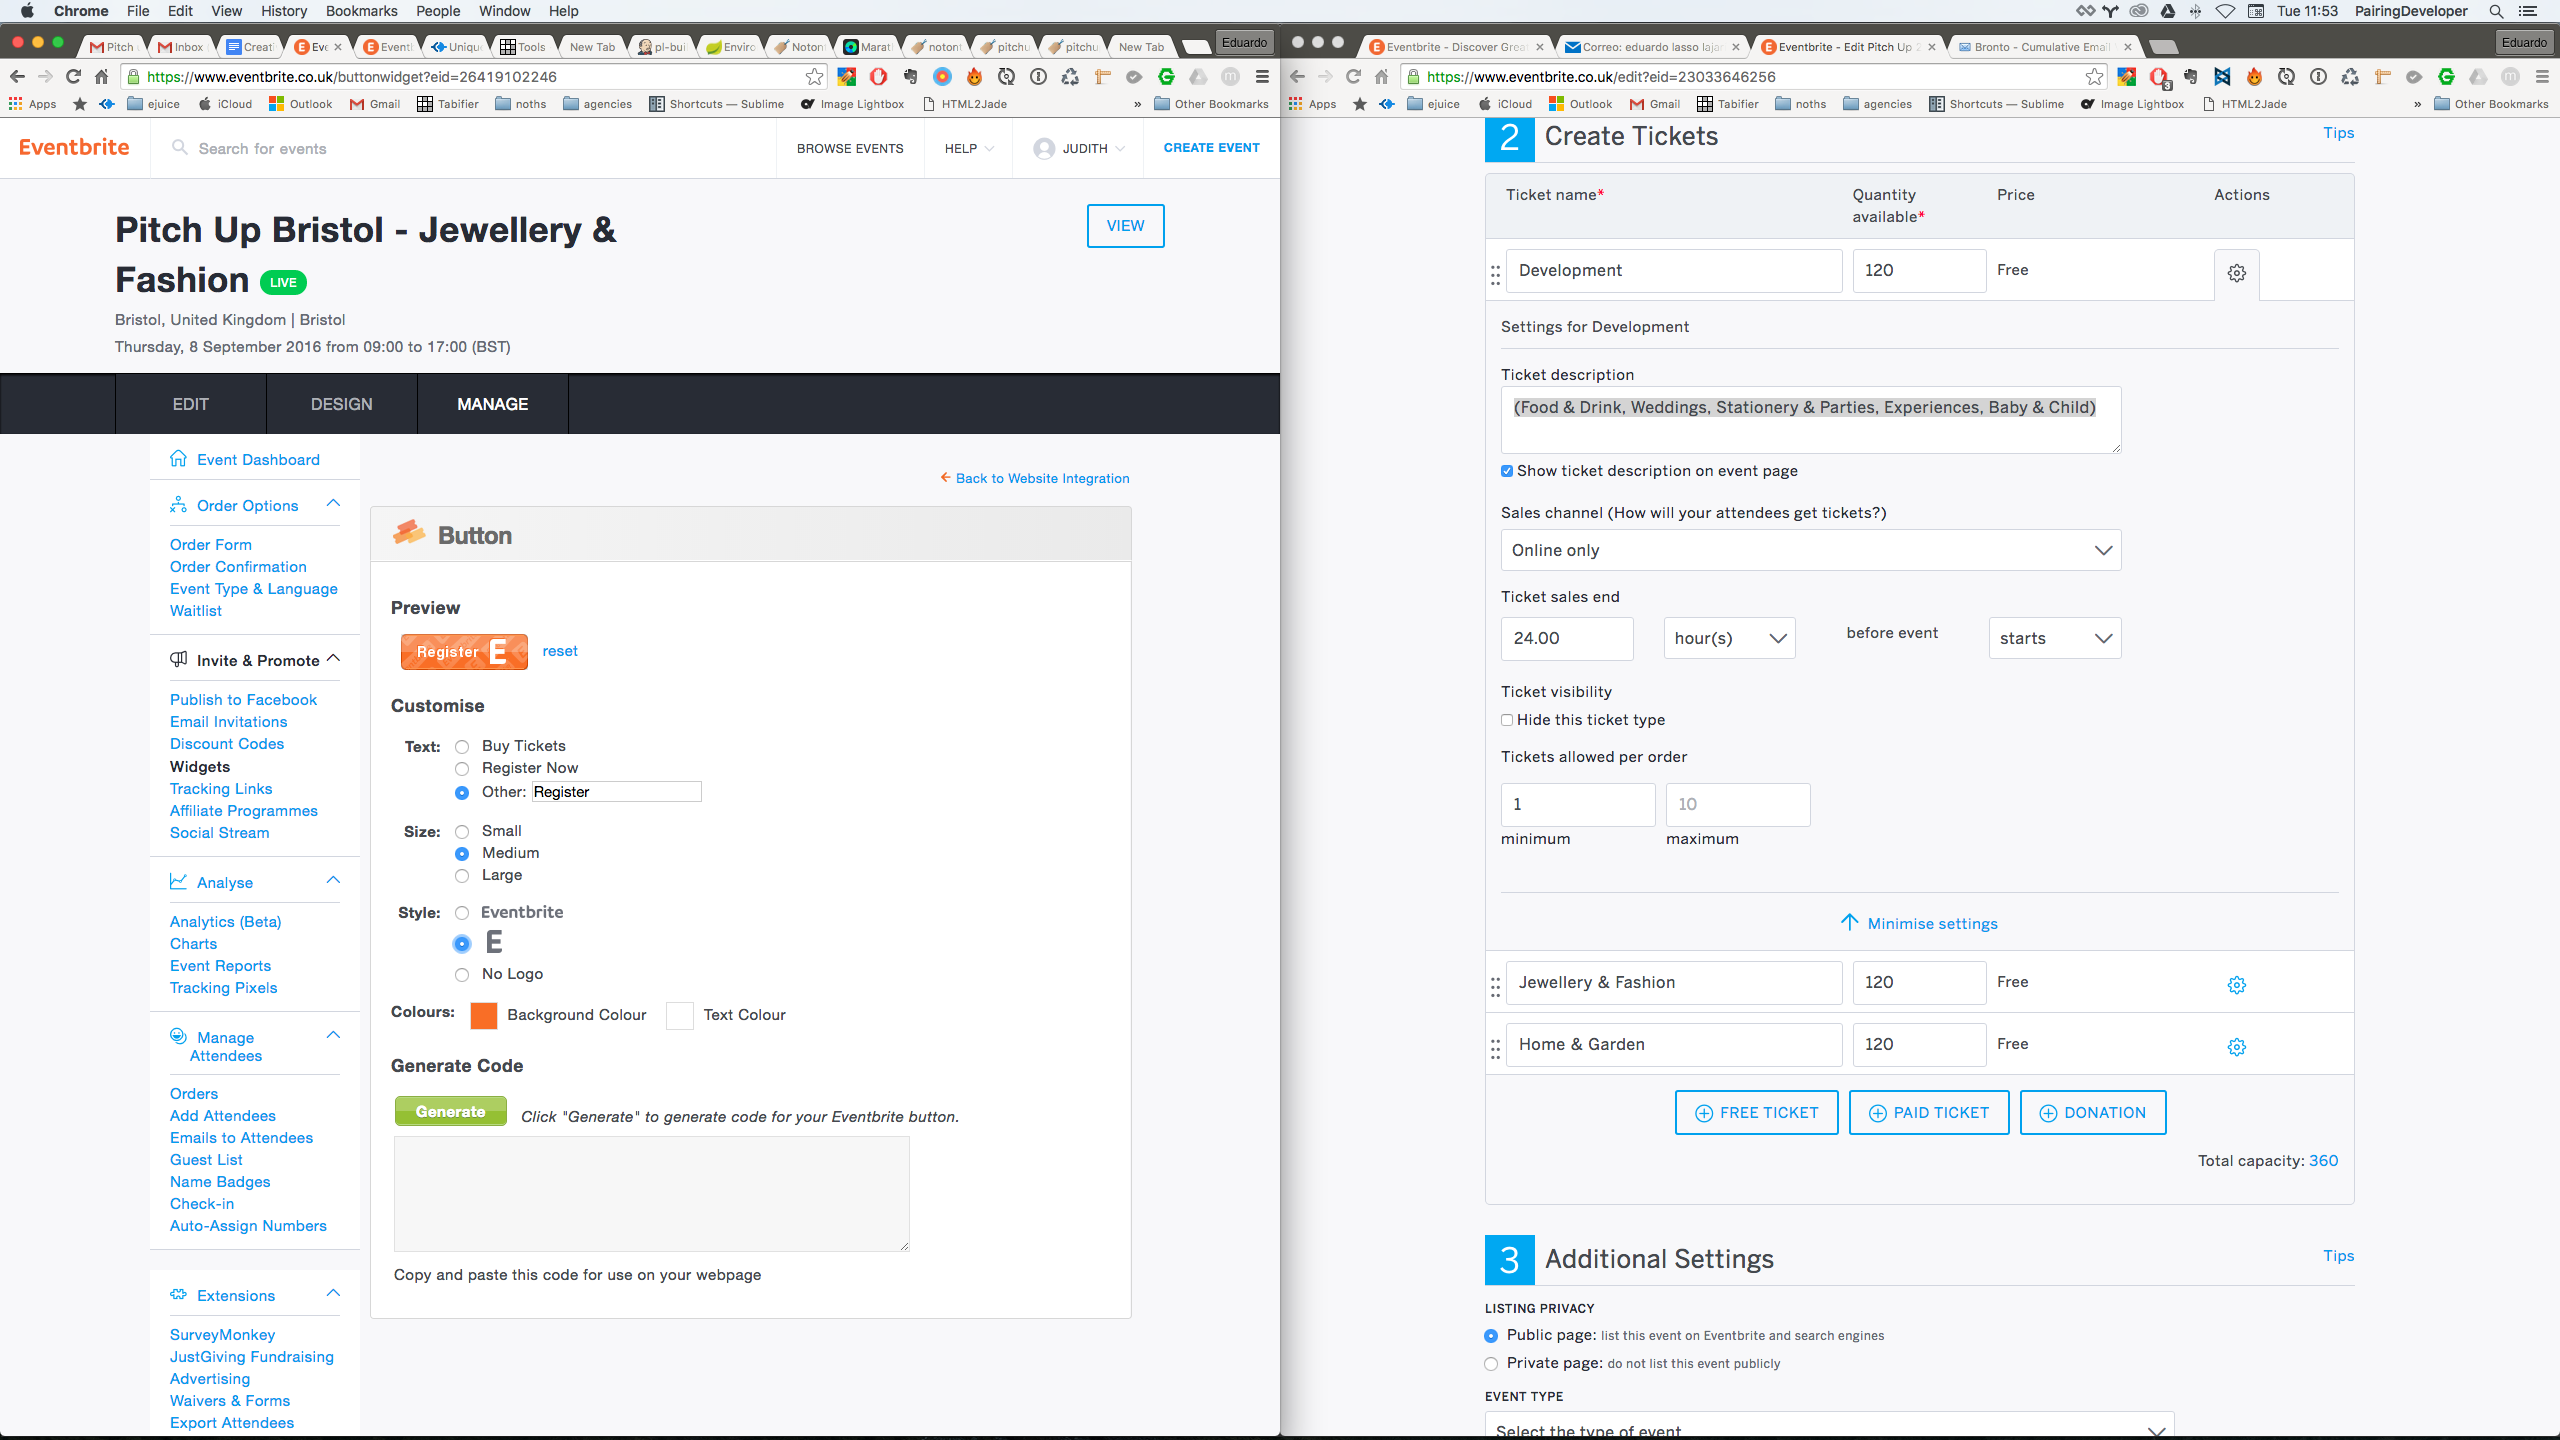 Chrome File Edit View History Bookmarks People Window Help
Tue 11:53 PairingDeveloper
Pitch Inbox Creati Eve Eventl Uniqu Tools New Tab pl-bui Enviro Noton Marat notont pitchu pitchu New Tab Eduardo
https://www.eventbrite.co.uk/buttonwidget?eid=26419102246
Apps ejuice iCloud Outlook Gmail Tabifier noths agencies Shortcuts — Sublime Image Lightbox HTML2Jade » Other Bookmarks
Eventbrite Search for events BROWSE EVENTS HELP JUDITH CREATE EVENT
Pitch Up Bristol - Jewellery &
Fashion LIVE
VIEW
Bristol, United Kingdom | Bristol
Thursday, 8 September 2016 from 09:00 to 17:00 (BST)
EDIT DESIGN MANAGE
Event Dashboard
Order Options
Order Form
Order Confirmation
Event Type & Language
Waitlist
Invite & Promote
Publish to Facebook
Email Invitations
Discount Codes
Widgets
Tracking Links
Affiliate Programmes
Social Stream
Analyse
Analytics (Beta)
Charts
Event Reports
Tracking Pixels
Manage
Attendees
Orders
Add Attendees
Emails to Attendees
Guest List
Name Badges
Check-in
Auto-Assign Numbers
Extensions
SurveyMonkey
JustGiving Fundraising
Advertising
Waivers & Forms
Export Attendees
Back to Website Integration
Button
Preview
Register E reset
Customise
Text: Buy Tickets
Register Now
Other: Register
Size: Small
Medium
Large
Style: Eventbrite
E
No Logo
Colours: Background Colour Text Colour
Generate Code
Generate Click "Generate" to generate code for your Eventbrite button.
Copy and paste this code for use on your webpage
Eventbrite - Discover Grea Correo: eduardo lasso laja Eventbrite - Edit Pitch Up 2 Bronto - Cumulative Email Eduardo
https://www.eventbrite.co.uk/edit?eid=23033646256
Apps ejuice iCloud Outlook Gmail Tabifier noths agencies Shortcuts — Sublime Image Lightbox HTML2Jade » Other Bookmarks
2 Create Tickets Tips
Ticket name* Quantity available* Price Actions
Development 120 Free
Settings for Development
Ticket description
(Food & Drink, Weddings, Stationery & Parties, Experiences, Baby & Child)
Show ticket description on event page
Sales channel (How will your attendees get tickets?)
Online only
Ticket sales end
24.00 hour(s) before event starts
Ticket visibility
Hide this ticket type
Tickets allowed per order
1 10
minimum maximum
Minimise settings
Jewellery & Fashion 120 Free
Home & Garden 120 Free
FREE TICKET PAID TICKET DONATION
Total capacity: 360
3 Additional Settings Tips
LISTING PRIVACY
Public page: list this event on Eventbrite and search engines
Private page: do not list this event publicly
EVENT TYPE
Select the type of event